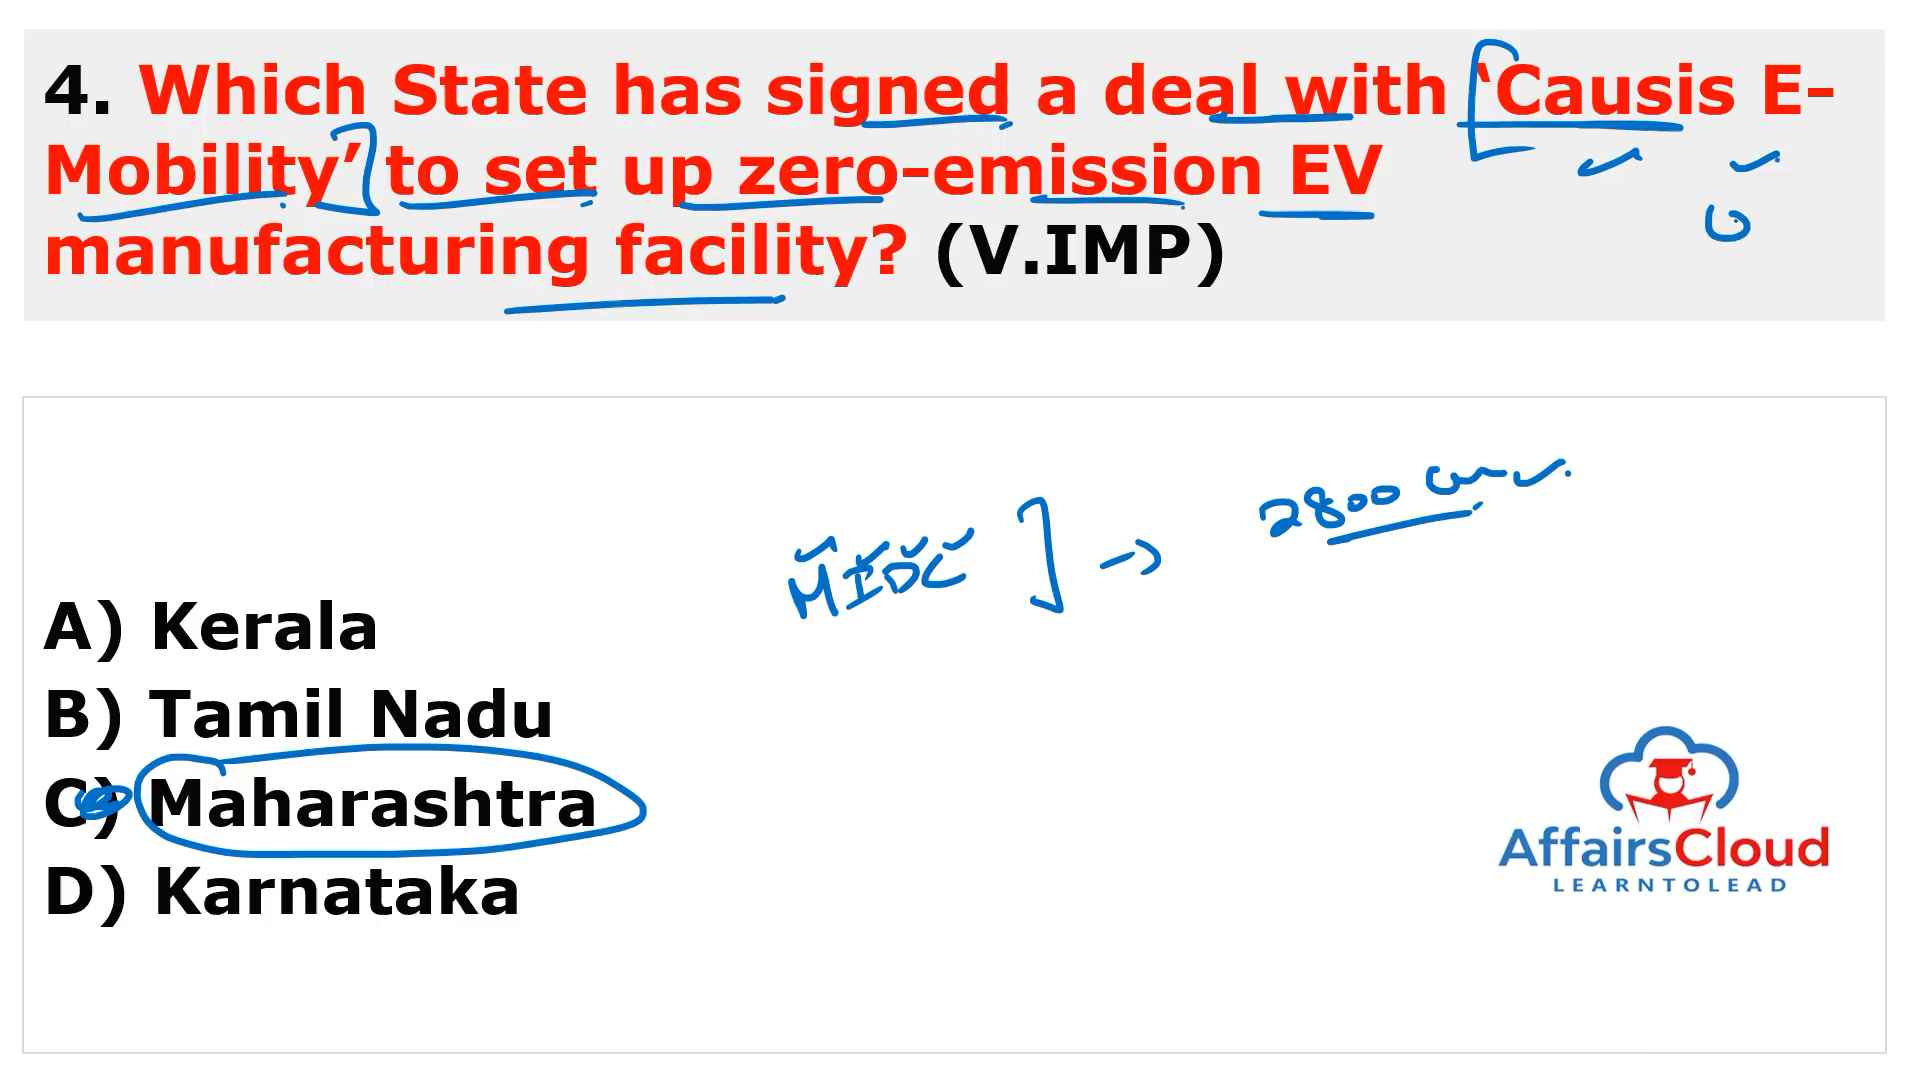 4. Which State has signed a deal with ‘Causis E-
Mobility’ to set up zero-emission EV
manufacturing facility? (V.IMP)
MIDC ] → 2800
A) Kerala
B) Tamil Nadu
C) Maharashtra
D) Karnataka
AffairsCloud
LEARNTOLEAD